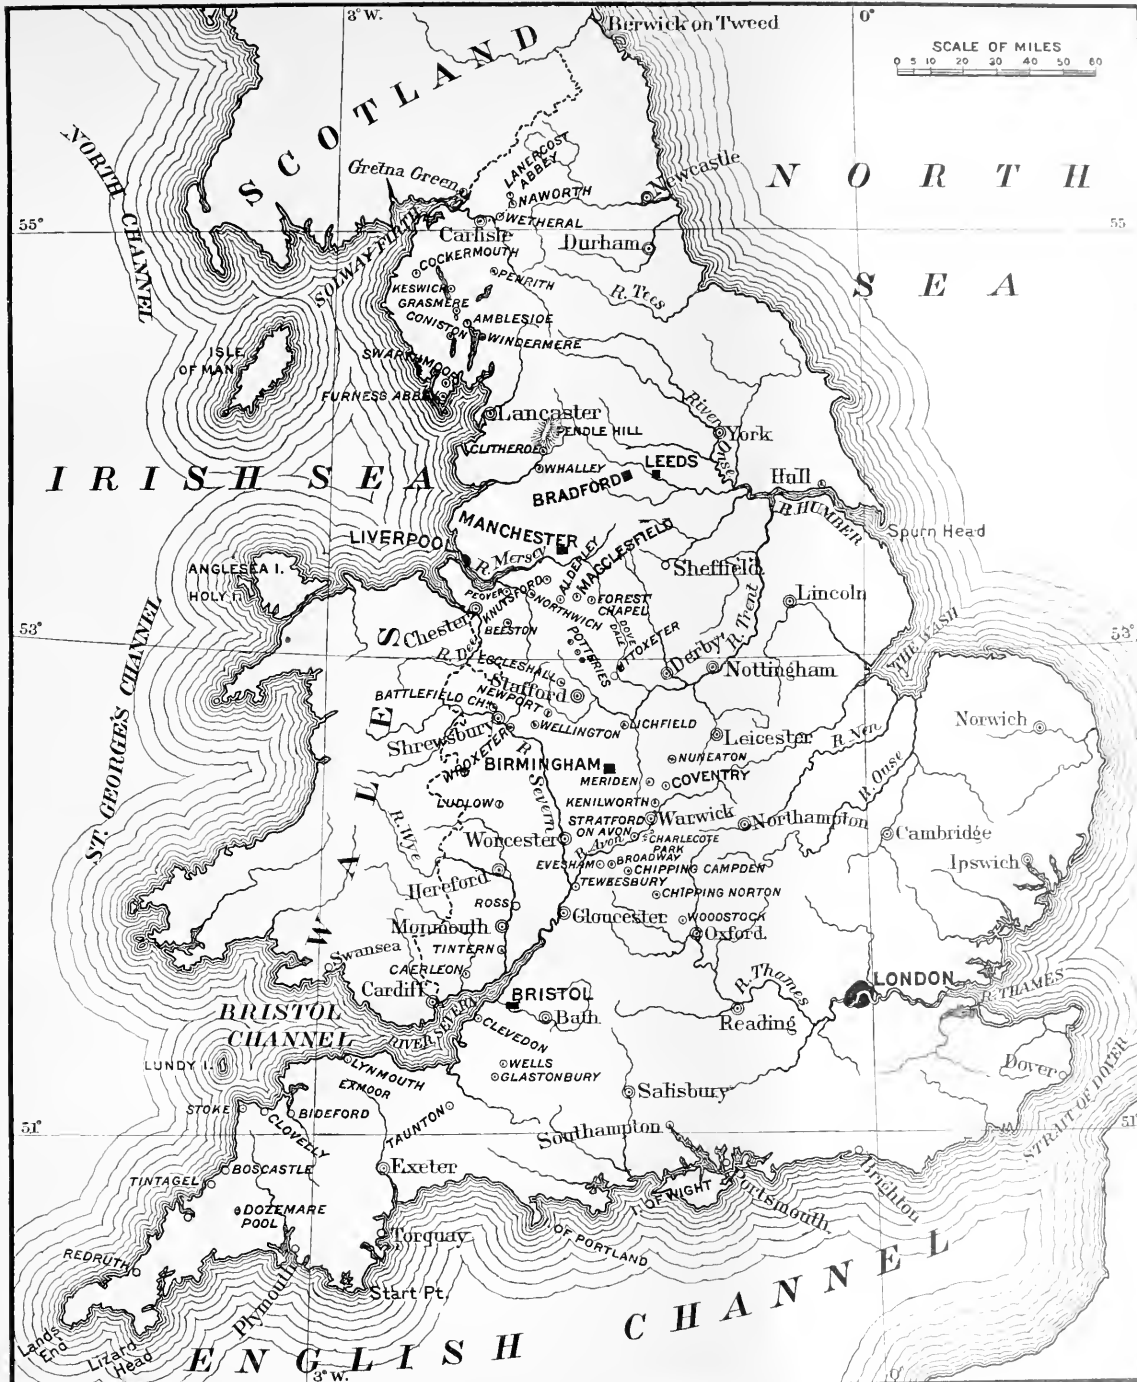 3° W.
0°
Berwick on Tweed
SCALE OF MILES
0 5 10 20 30 40 50 60
SCOTLAND
NORTH CHANNEL
LANERCOST ABBEY
Gretna Green
NAWORTH
Newcastle
NORTH SEA
WETHERAL
55
55
Carlisle
SOLWAY FIRTH
Durham
COCKERMOUTH
PENRITH
KESWICK
R. Tees
GRASMERE
AMBLESIDE
CONISTON
WINDERMERE
ISLE OF MAN
SWARTHMOOR
FURNESS ABBEY
Lancaster
River Ouse
York
PENDLE HILL
CLITHEROE
WHALLEY
LEEDS
BRADFORD
Hull
IRISH SEA
R. HUMBER
Spurn Head
MANCHESTER
LIVERPOOL
R. Mersey
ALDERLEY
MACCLESFIELD
Sheffield
ANGLESEA I.
HOLY I.
PEOVER
KNUTSFORD
NORTHWICH
FOREST CHAPEL
Lincoln
Chester
BEESTON
DOVE DALE
R. Trent
53
53°
R. Dee
POTTERIES
UTTOXETER
Derby
THE WASH
ECCLESHALL
Nottingham
Stafford
ST. GEORGE'S CHANNEL
BATTLEFIELD CH.
NEWPORT
Shrewsbury
WELLINGTON
LICHFIELD
Leicester
R. Nen
Norwich
WROXETER
BIRMINGHAM
NUNEATON
MERIDEN
COVENTRY
R. Severn
R. Ouse
WALES
LUDLOW
KENILWORTH
STRATFORD ON AVON
Warwick
Northampton
R. Wye
Worcester
R. Avon
CHARLECOTE PARK
Cambridge
EVESHAM
BROADWAY
Ipswich
Hereford
CHIPPING CAMPDEN
TEWKESBURY
CHIPPING NORTON
ROSS
Gloucester
WOODSTOCK
Monmouth
Oxford.
TINTERN
Swansea
CAERLEON
R. Thames
LONDON
Cardiff
BRISTOL
R. THAMES
BRISTOL CHANNEL
Bath
Reading
RIVER SEVERN
CLEVEDON
LUNDY I.
WELLS
GLASTONBURY
Dover
LYNMOUTH
EXMOOR
Salisbury
STRAIT OF DOVER
STOKE
CLOVELLY
BIDEFORD
TAUNTON
51
51
Southampton
BOSCASTLE
TINTAGEL
Exeter
I. OF WIGHT
Portsmouth
Brighton
DOZEMARE POOL
Torquay
I. OF PORTLAND
REDRUTH
Plymouth
Start Pt.
Lands End
Lizard Head
ENGLISH CHANNEL
3° W.
0°